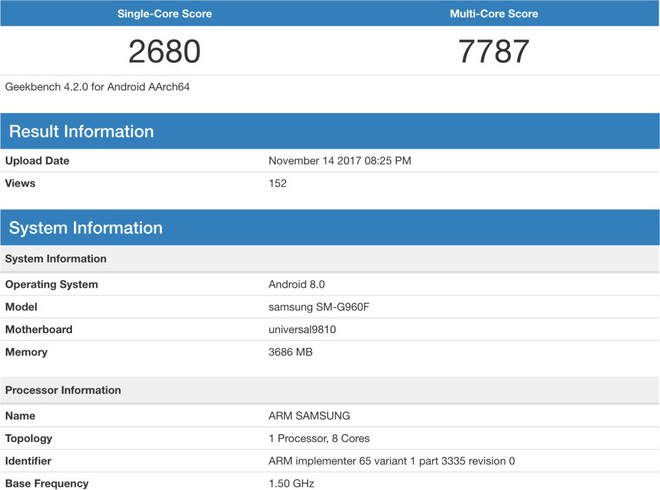 Single-Core Score Multi-Core Score
2680 7787
Geekbench 4.2.0 for Android AArch64
Result Information
Upload Date November 14 2017 08:25 PM
Views 152
System Information
System Information
Operating System Android 8.0
Model samsung SM-G960F
Motherboard universal9810
Memory 3686 MB
Processor Information
Name ARM SAMSUNG
Topology 1 Processor, 8 Cores
Identifier ARM implementer 65 variant 1 part 3335 revision 0
Base Frequency 1.50 GHz